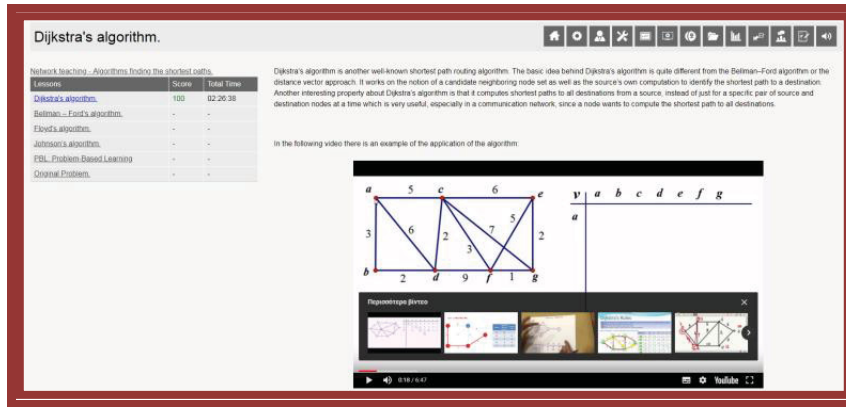 Dijkstra's algorithm.
Network teaching - Algorithms finding the shortest paths.
Lessons Score Total Time
Dijkstra's algorithm. 100 02:26:38
Bellman – Ford's algorithm. - -
Floyd's algorithm. - -
Johnson's algorithm. - -
PBL, Problem-Based Learning - -
Original Problem. - -
Dijkstra's algorithm is another well-known shortest path routing algorithm. The basic idea behind Dijkstra's algorithm is quite different from the Bellman–Ford algorithm or the
distance vector approach. It works on the notion of a candidate neighboring node set as well as the source's own computation to identify the shortest path to a destination.
Another interesting property about Dijkstra's algorithm is that it computes shortest paths to all destinations from a source, instead of just for a specific pair of source and
destination nodes at a time which is very useful, especially in a communication network, since a node wants to compute the shortest path to all destinations.
In the following video there is an example of the application of the algorithm:
a 5 c 6 e
3 6 2 3 7 5 2
b 2 d 9 f 1 g
v a b c d e f g
a
Περισσότερα βίντεο
0:18 / 6:47
YouTube